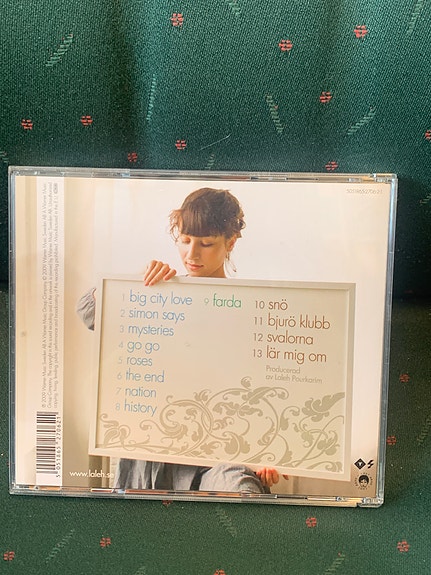 1 big city love
2 simon says
3 mysteries
4 go go
5 roses
6 the end
7 nation
8 history
9 farda
10 snö
11 bjurö klubb
12 svalorna
13 lär mig om
Producerad
av Laleh Pourkarim
www.laleh.se